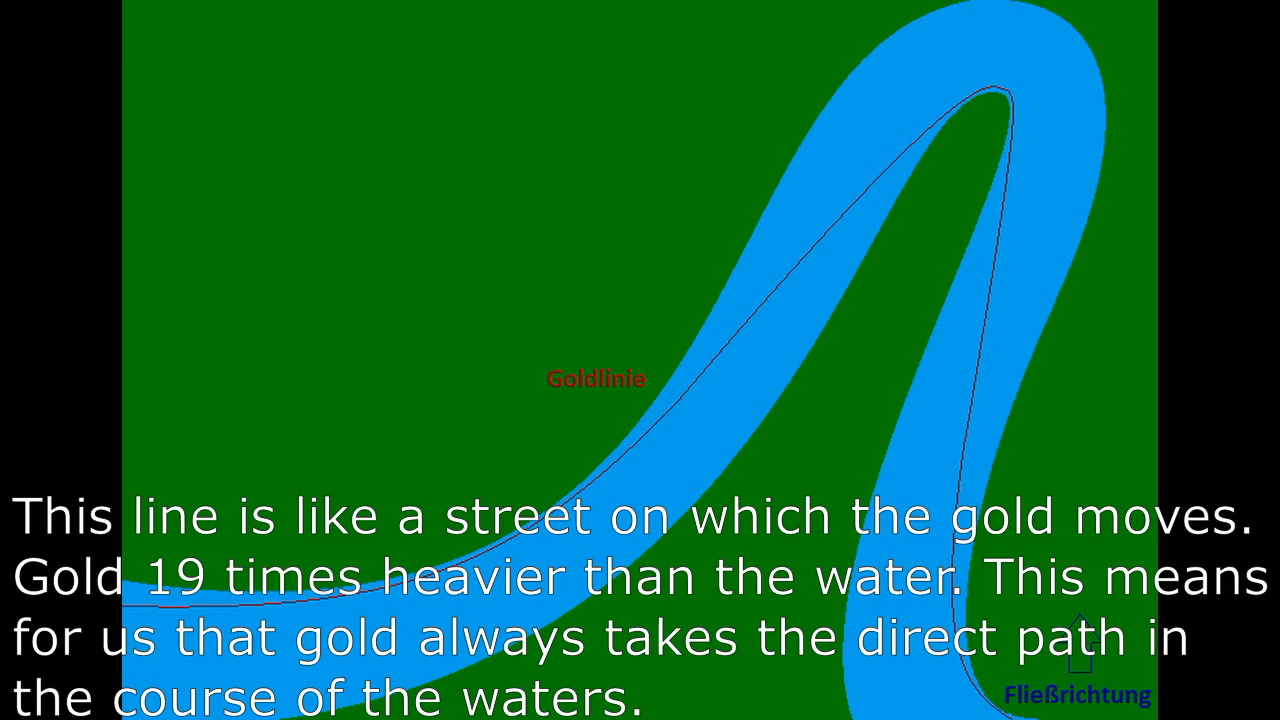 Goldlinie
This line is like a street on which the gold moves.
Gold 19 times heavier than the water. This means
for us that gold always takes the direct path in
the course of the waters.
Fließrichtung